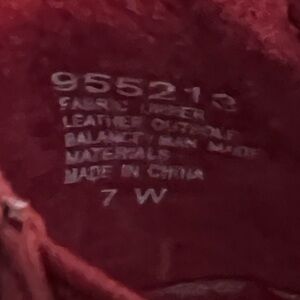 955213
FABRIC UPPER
LEATHER OUTSOLE
BALANCE MAN MADE
MATERIALS
MADE IN CHINA
7 W